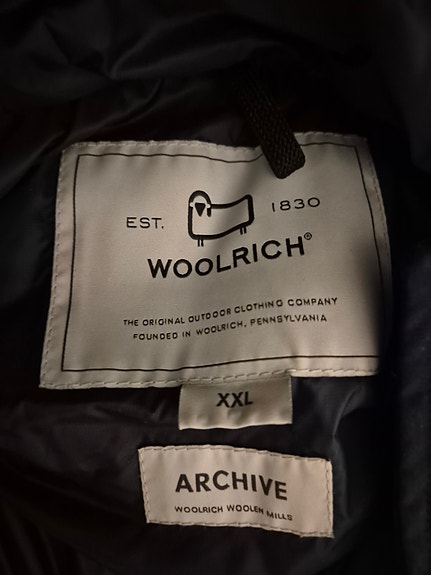 EST. 1830
WOOLRICH®
THE ORIGINAL OUTDOOR CLOTHING COMPANY
FOUNDED IN WOOLRICH, PENNSYLVANIA
XXL
ARCHIVE
WOOLRICH WOOLEN MILLS